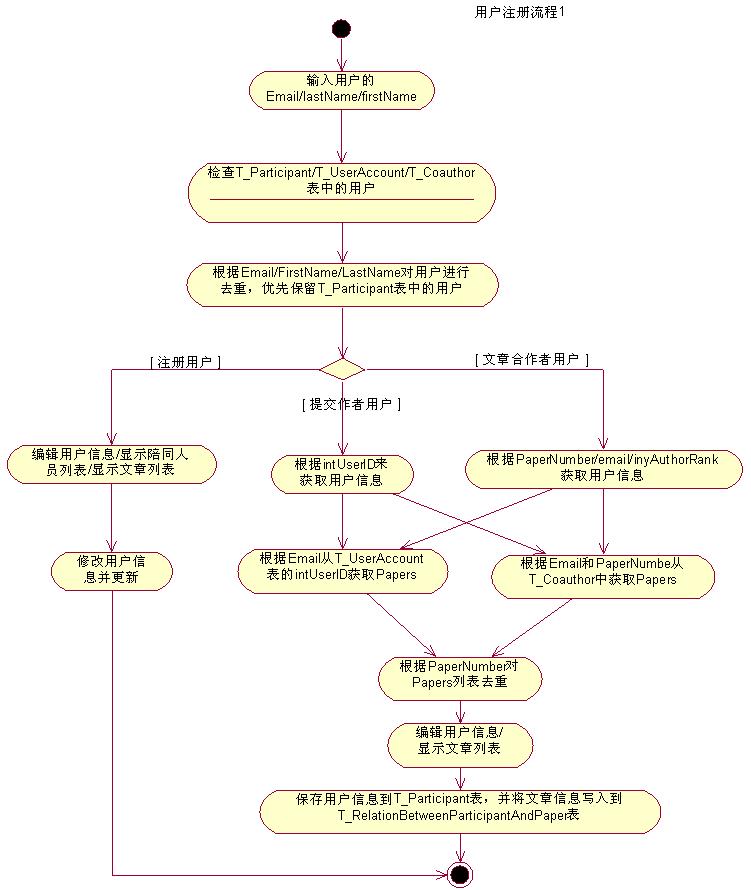 用户注册流程1
输入用户的
Email/lastName/firstName
检查T_Participant/T_UserAccount/T_Coauthor
表中的用户
根据Email/FirstName/LastName对用户进行
去重，优先保留T_Participant表中的用户
[ 注册用户 ]
[ 文章合作者用户 ]
[ 提交作者用户 ]
编辑用户信息/显示陪同人
员列表/显示文章列表
根据intUserID来
获取用户信息
根据PaperNumber/email/inyAuthorRank
获取用户信息
修改用户信
息并更新
根据Email从T_UserAccount
表的intUserID获取Papers
根据Email和PaperNumbe从
T_Coauthor中获取Papers
根据PaperNumber对
Papers列表去重
编辑用户信息/
显示文章列表
保存用户信息到T_Participant表，并将文章信息写入到
T_RelationBetweenParticipantAndPaper表